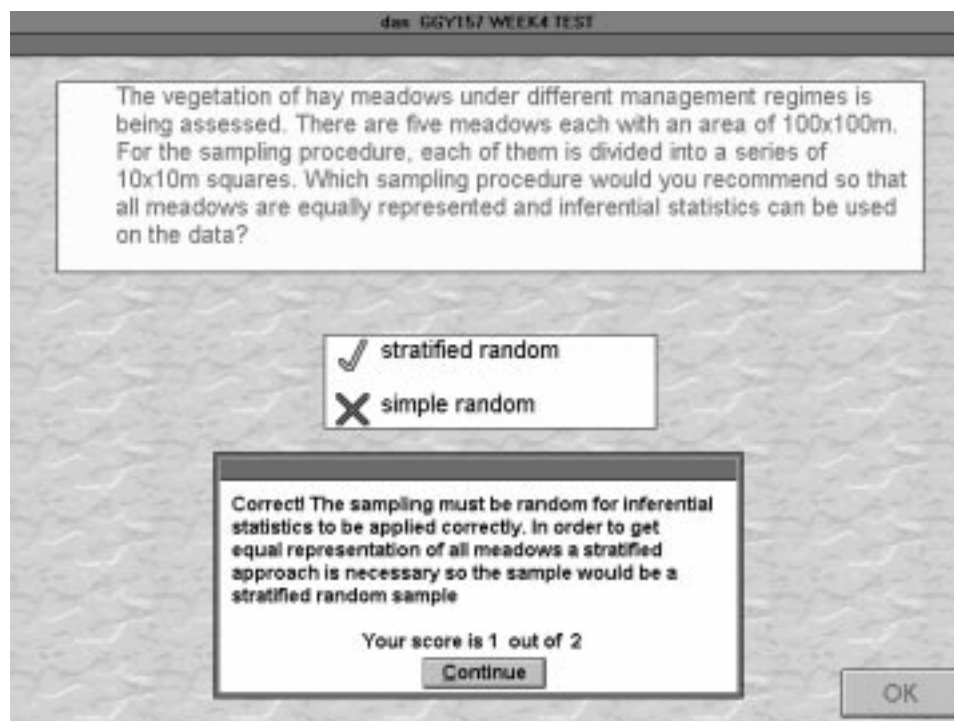 dan GGY157 WEEK4 TEST
The vegetation of hay meadows under different management regimes is
being assessed. There are five meadows each with an area of 100x100m.
For the sampling procedure, each of them is divided into a series of
10x10m squares. Which sampling procedure would you recommend so that
all meadows are equally represented and inferential statistics can be used
on the data?
stratified random
simple random
Correct! The sampling must be random for inferential
statistics to be applied correctly. In order to get
equal representation of all meadows a stratified
approach is necessary so the sample would be a
stratified random sample
Your score is 1 out of 2
Continue
OK